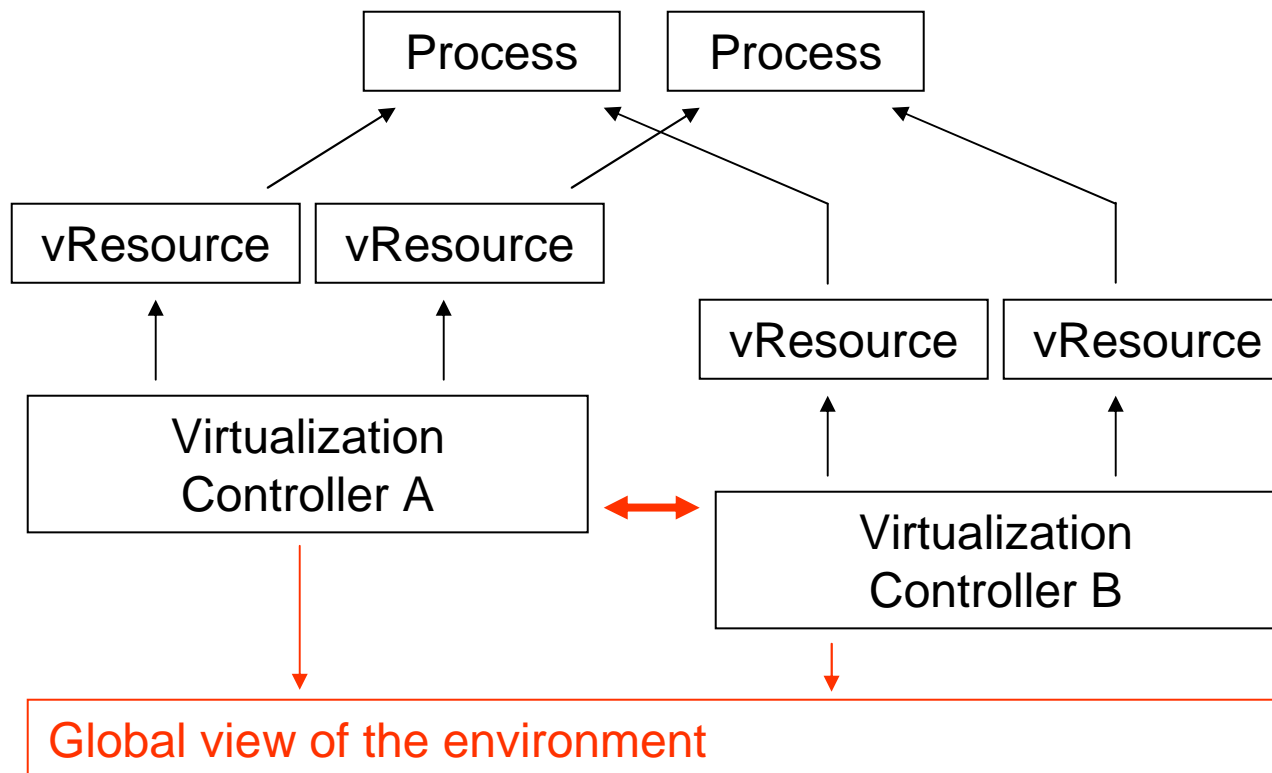 Process
Process
vResource
vResource
vResource
vResource
Virtualization
Controller A
Virtualization
Controller B
Global view of the environment